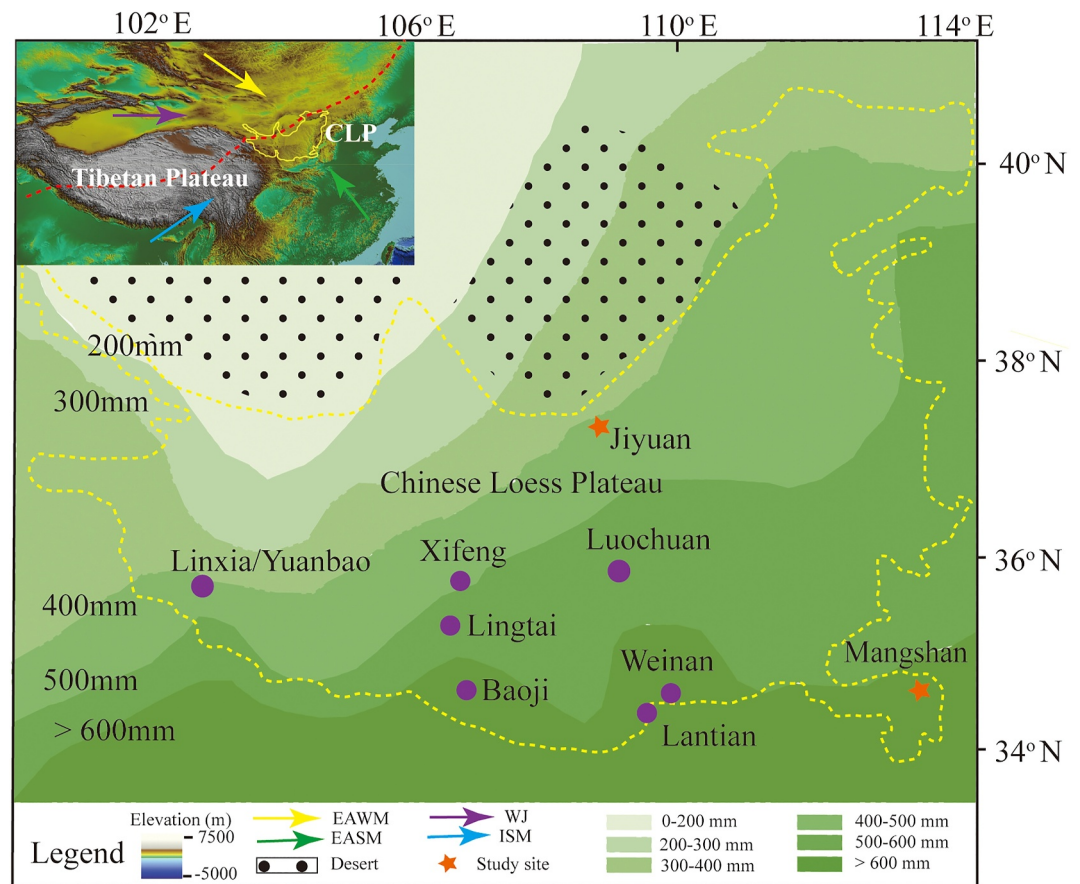 102°E 106°E 110°E 114°E
CLP
Tibetan Plateau
40°N
200mm
38°N
300mm
Jiyuan
Chinese Loess Plateau
Luochuan
Xifeng
Linxia/Yuanbao
36°N
400mm
Lingtai
Weinan
Mangshan
500mm
Baoji
> 600mm
Lantian
34°N
Legend
Elevation (m)
7500
-5000
EAWM
EASM
Desert
WJ
ISM
Study site
0-200 mm
200-300 mm
300-400 mm
400-500 mm
500-600 mm
> 600 mm